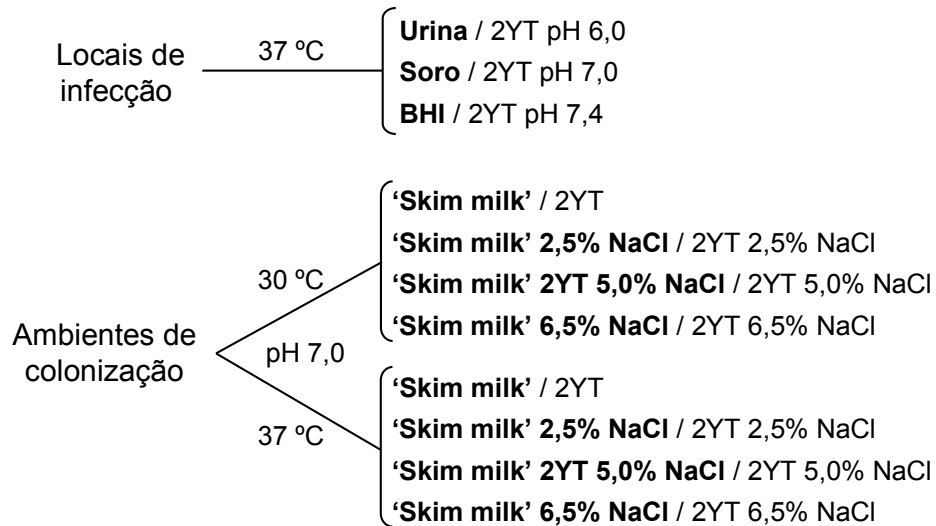 Locais de
infecção
37 ºC
Urina / 2YT pH 6,0
Soro / 2YT pH 7,0
BHI / 2YT pH 7,4
Ambientes de
colonização
pH 7,0
30 ºC
‘Skim milk’ / 2YT
‘Skim milk’ 2,5% NaCl / 2YT 2,5% NaCl
‘Skim milk’ 2YT 5,0% NaCl / 2YT 5,0% NaCl
‘Skim milk’ 6,5% NaCl / 2YT 6,5% NaCl
37 ºC
‘Skim milk’ / 2YT
‘Skim milk’ 2,5% NaCl / 2YT 2,5% NaCl
‘Skim milk’ 2YT 5,0% NaCl / 2YT 5,0% NaCl
‘Skim milk’ 6,5% NaCl / 2YT 6,5% NaCl